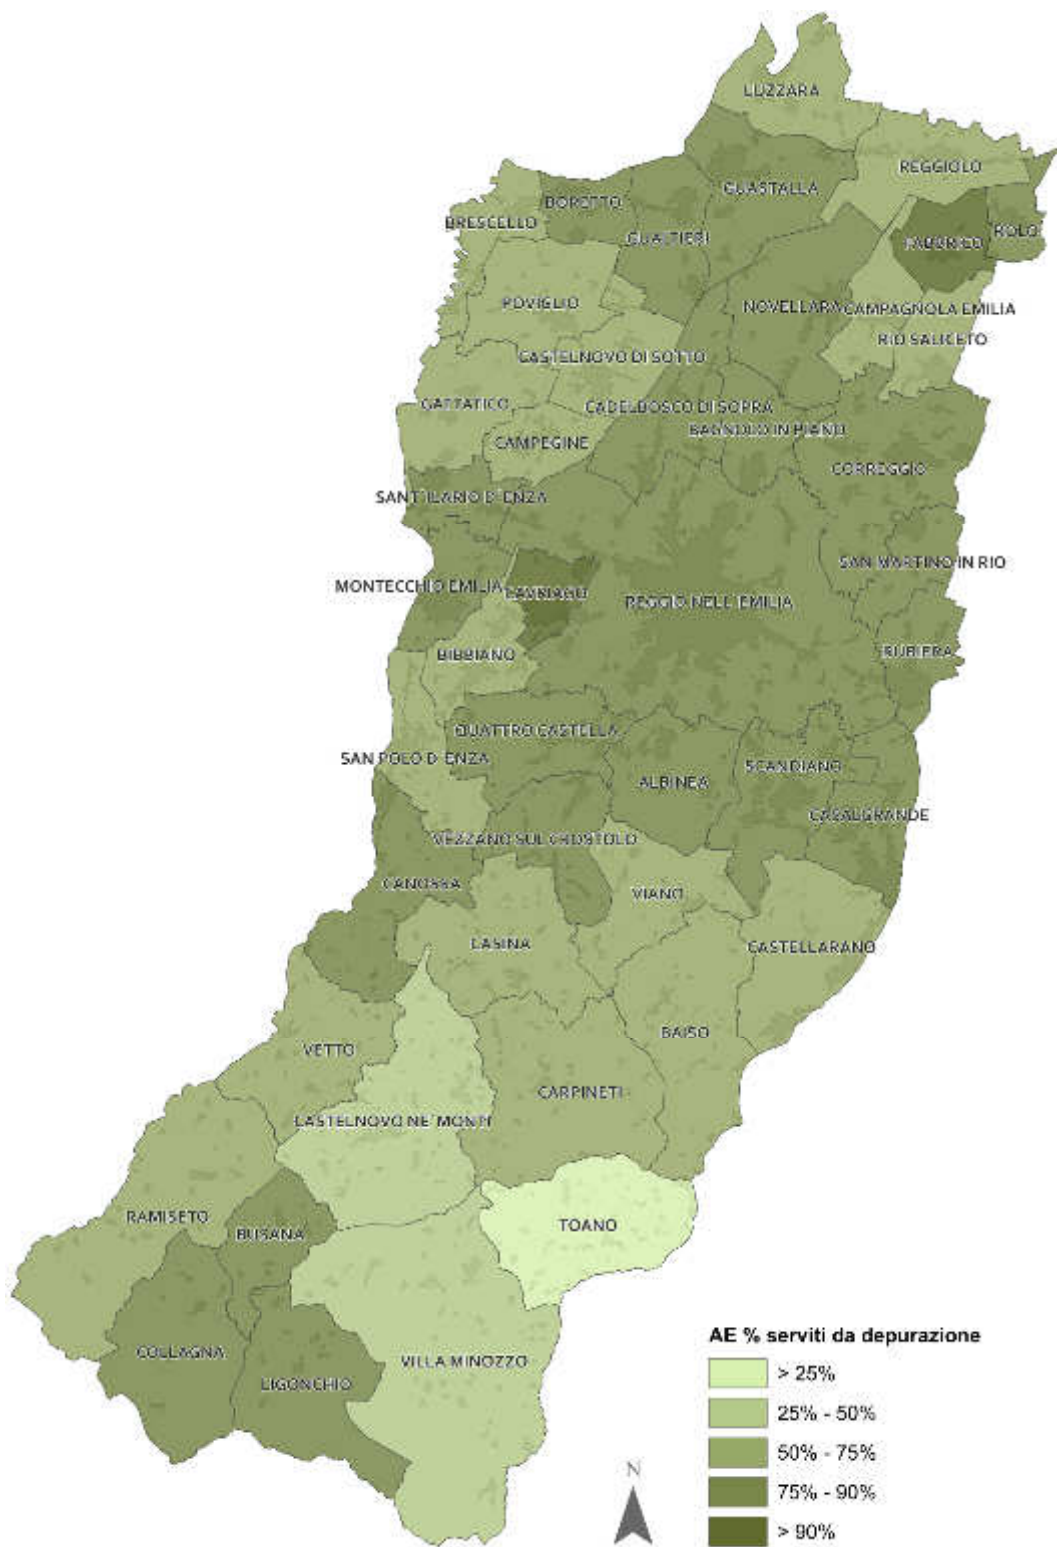 LUZZARA
REGGIOLO
GUASTALLA
BORETTO
BRESCELLO
GUALTIERI
FABBRICO
ROLO
POVIGLIO
NOVELLARA
CAMPAGNOLA EMILIA
RIO SALICETO
CASTELNOVO DI SOTTO
GATTATICO
CADELBOSCO DI SOPRA
BAGNOLO IN PIANO
CAMPEGINE
CORREGGIO
SANT'ILARIO D'ENZA
SAN MARTINO IN RIO
MONTECCHIO EMILIA
CAVRIAGO
REGGIO NELL'EMILIA
BIBBIANO
RUBIERA
QUATTRO CASTELLA
SAN POLO D'ENZA
SCANDIANO
ALBINEA
CASALGRANDE
VEZZANO SUL CROSTOLO
CANOSSA
VIANO
CASINA
CASTELLARANO
BAISO
VETTO
CARPINETI
CASTELNOVO NE'MONTI
RAMISETO
BUSANA
TOANO
COLLAGNA
LIGONCHIO
VILLA MINOZZO
AE % serviti da depurazione
> 25%
25% - 50%
50% - 75%
75% - 90%
> 90%
N